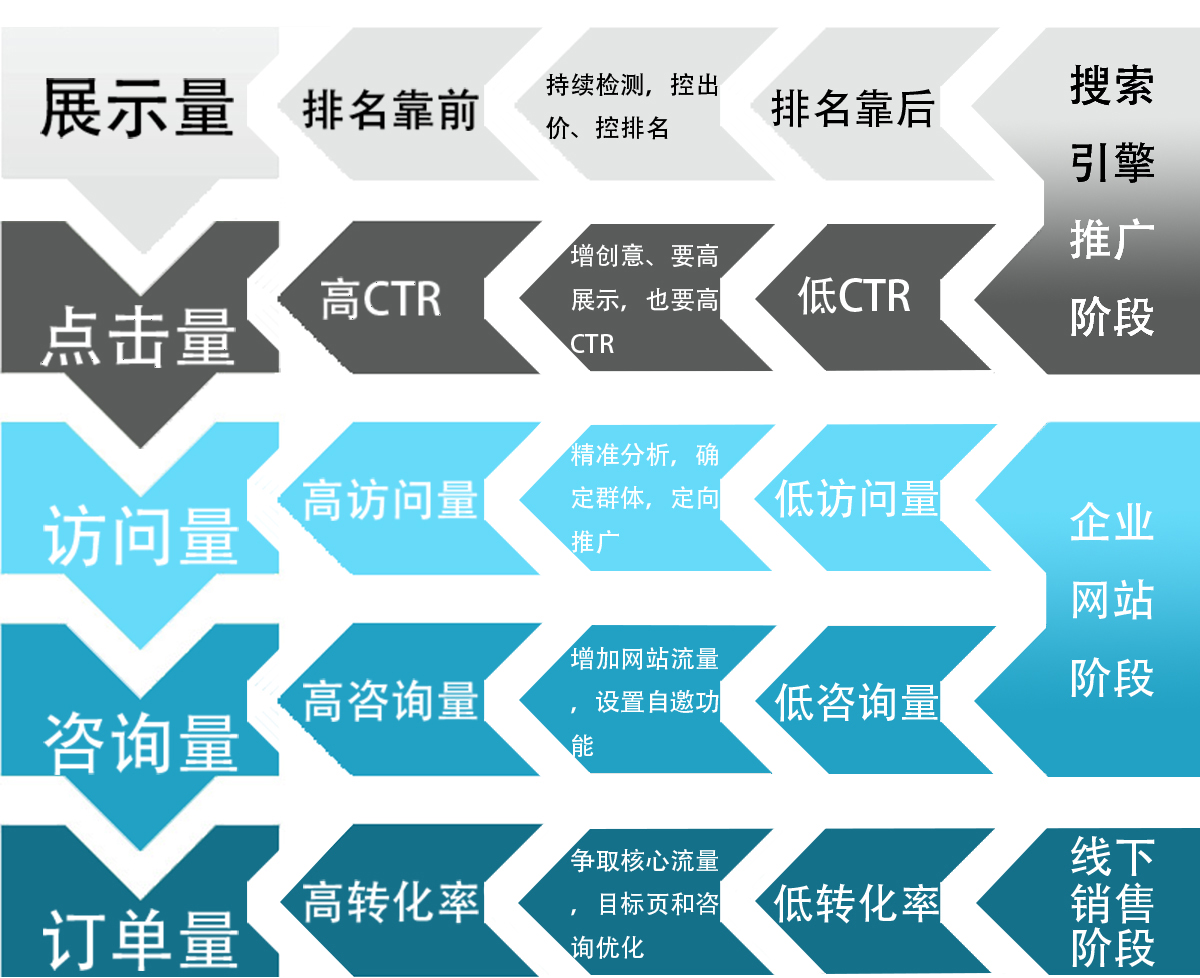 展示量
排名靠前
持续检测，控出
价、控排名
排名靠后
搜索
引擎
推广
阶段
点击量
高CTR
增创意、要高
展示，也要高
CTR
低CTR
访问量
高访问量
精准分析，确
定群体，定向
推广
低访问量
企业
网站
阶段
咨询量
高咨询量
增加网站流量
，设置自邀功
能
低咨询量
订单量
高转化率
争取核心流量
，目标页和咨
询优化
低转化率
线下
销售
阶段